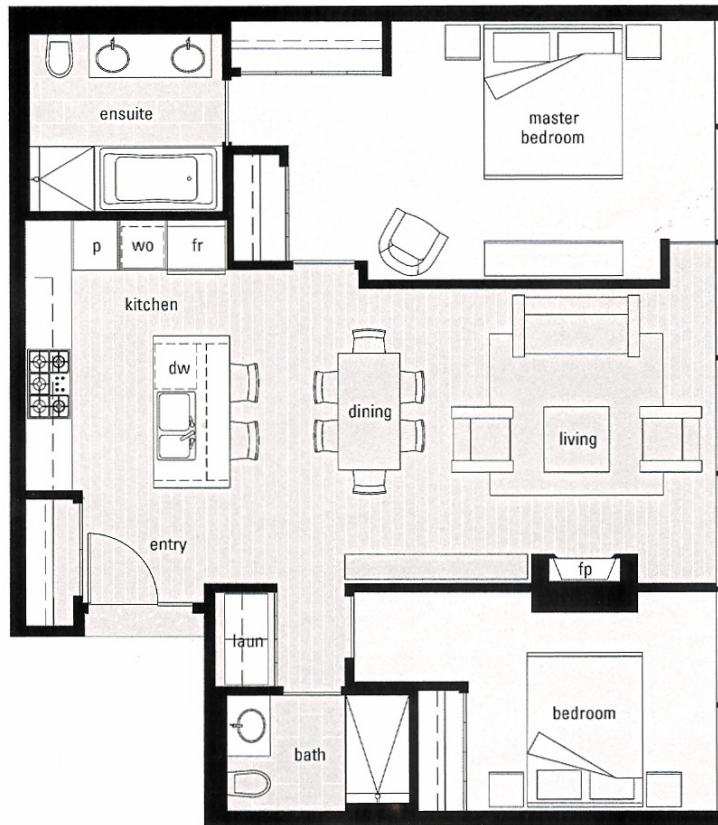 ensuite
master
bedroom
p wo fr
kitchen
dw
dining
living
entry
fp
laun
bedroom
bath